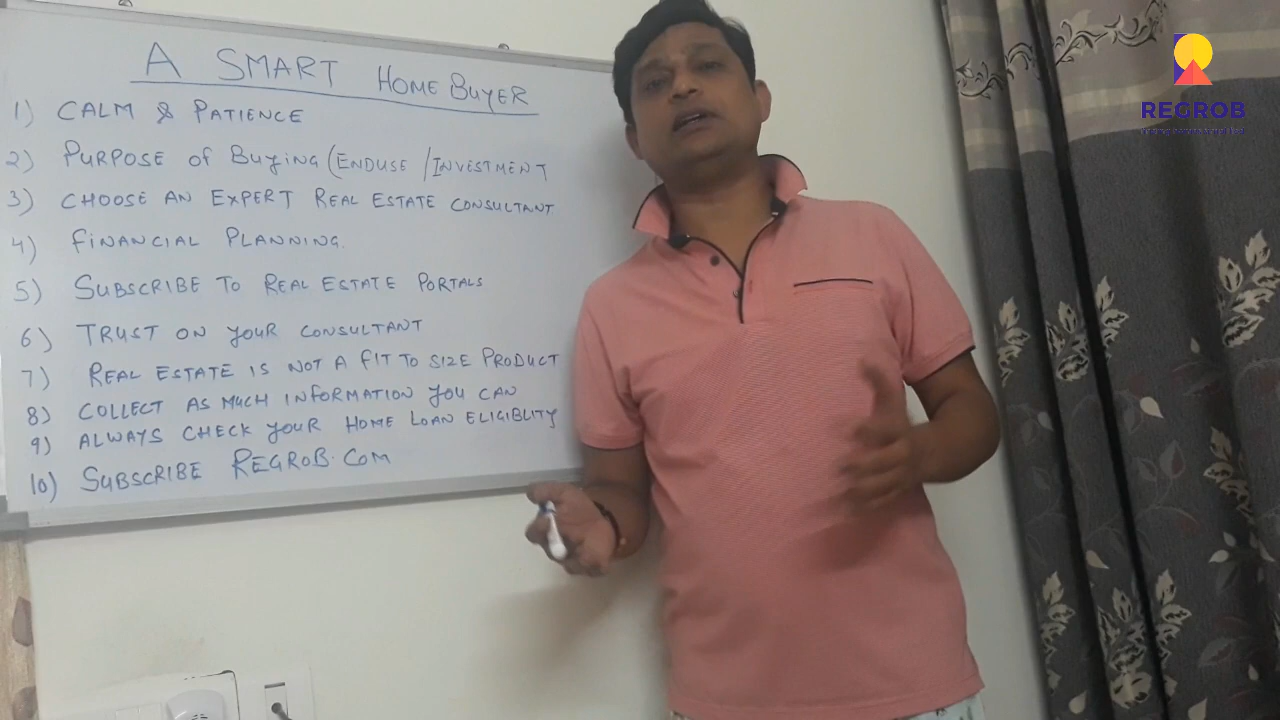 A SMART HOME BUYER
1) CALM & PATIENCE
2) PURPOSE OF BUYING (ENDUSE / INVESTMENT
3) CHOOSE AN EXPERT REAL ESTATE CONSULTANT
4) FINANCIAL PLANNING.
5) SUBSCRIBE TO REAL ESTATE PORTALS
6) TRUST ON YOUR CONSULTANT
7) REAL ESTATE IS NOT A FIT TO SIZE PRODUCT
8) COLLECT AS MUCH INFORMATION YOU CAN
9) ALWAYS CHECK YOUR HOME LOAN ELIGIBLITY
10) SUBSCRIBE REGROB.COM
REGROB